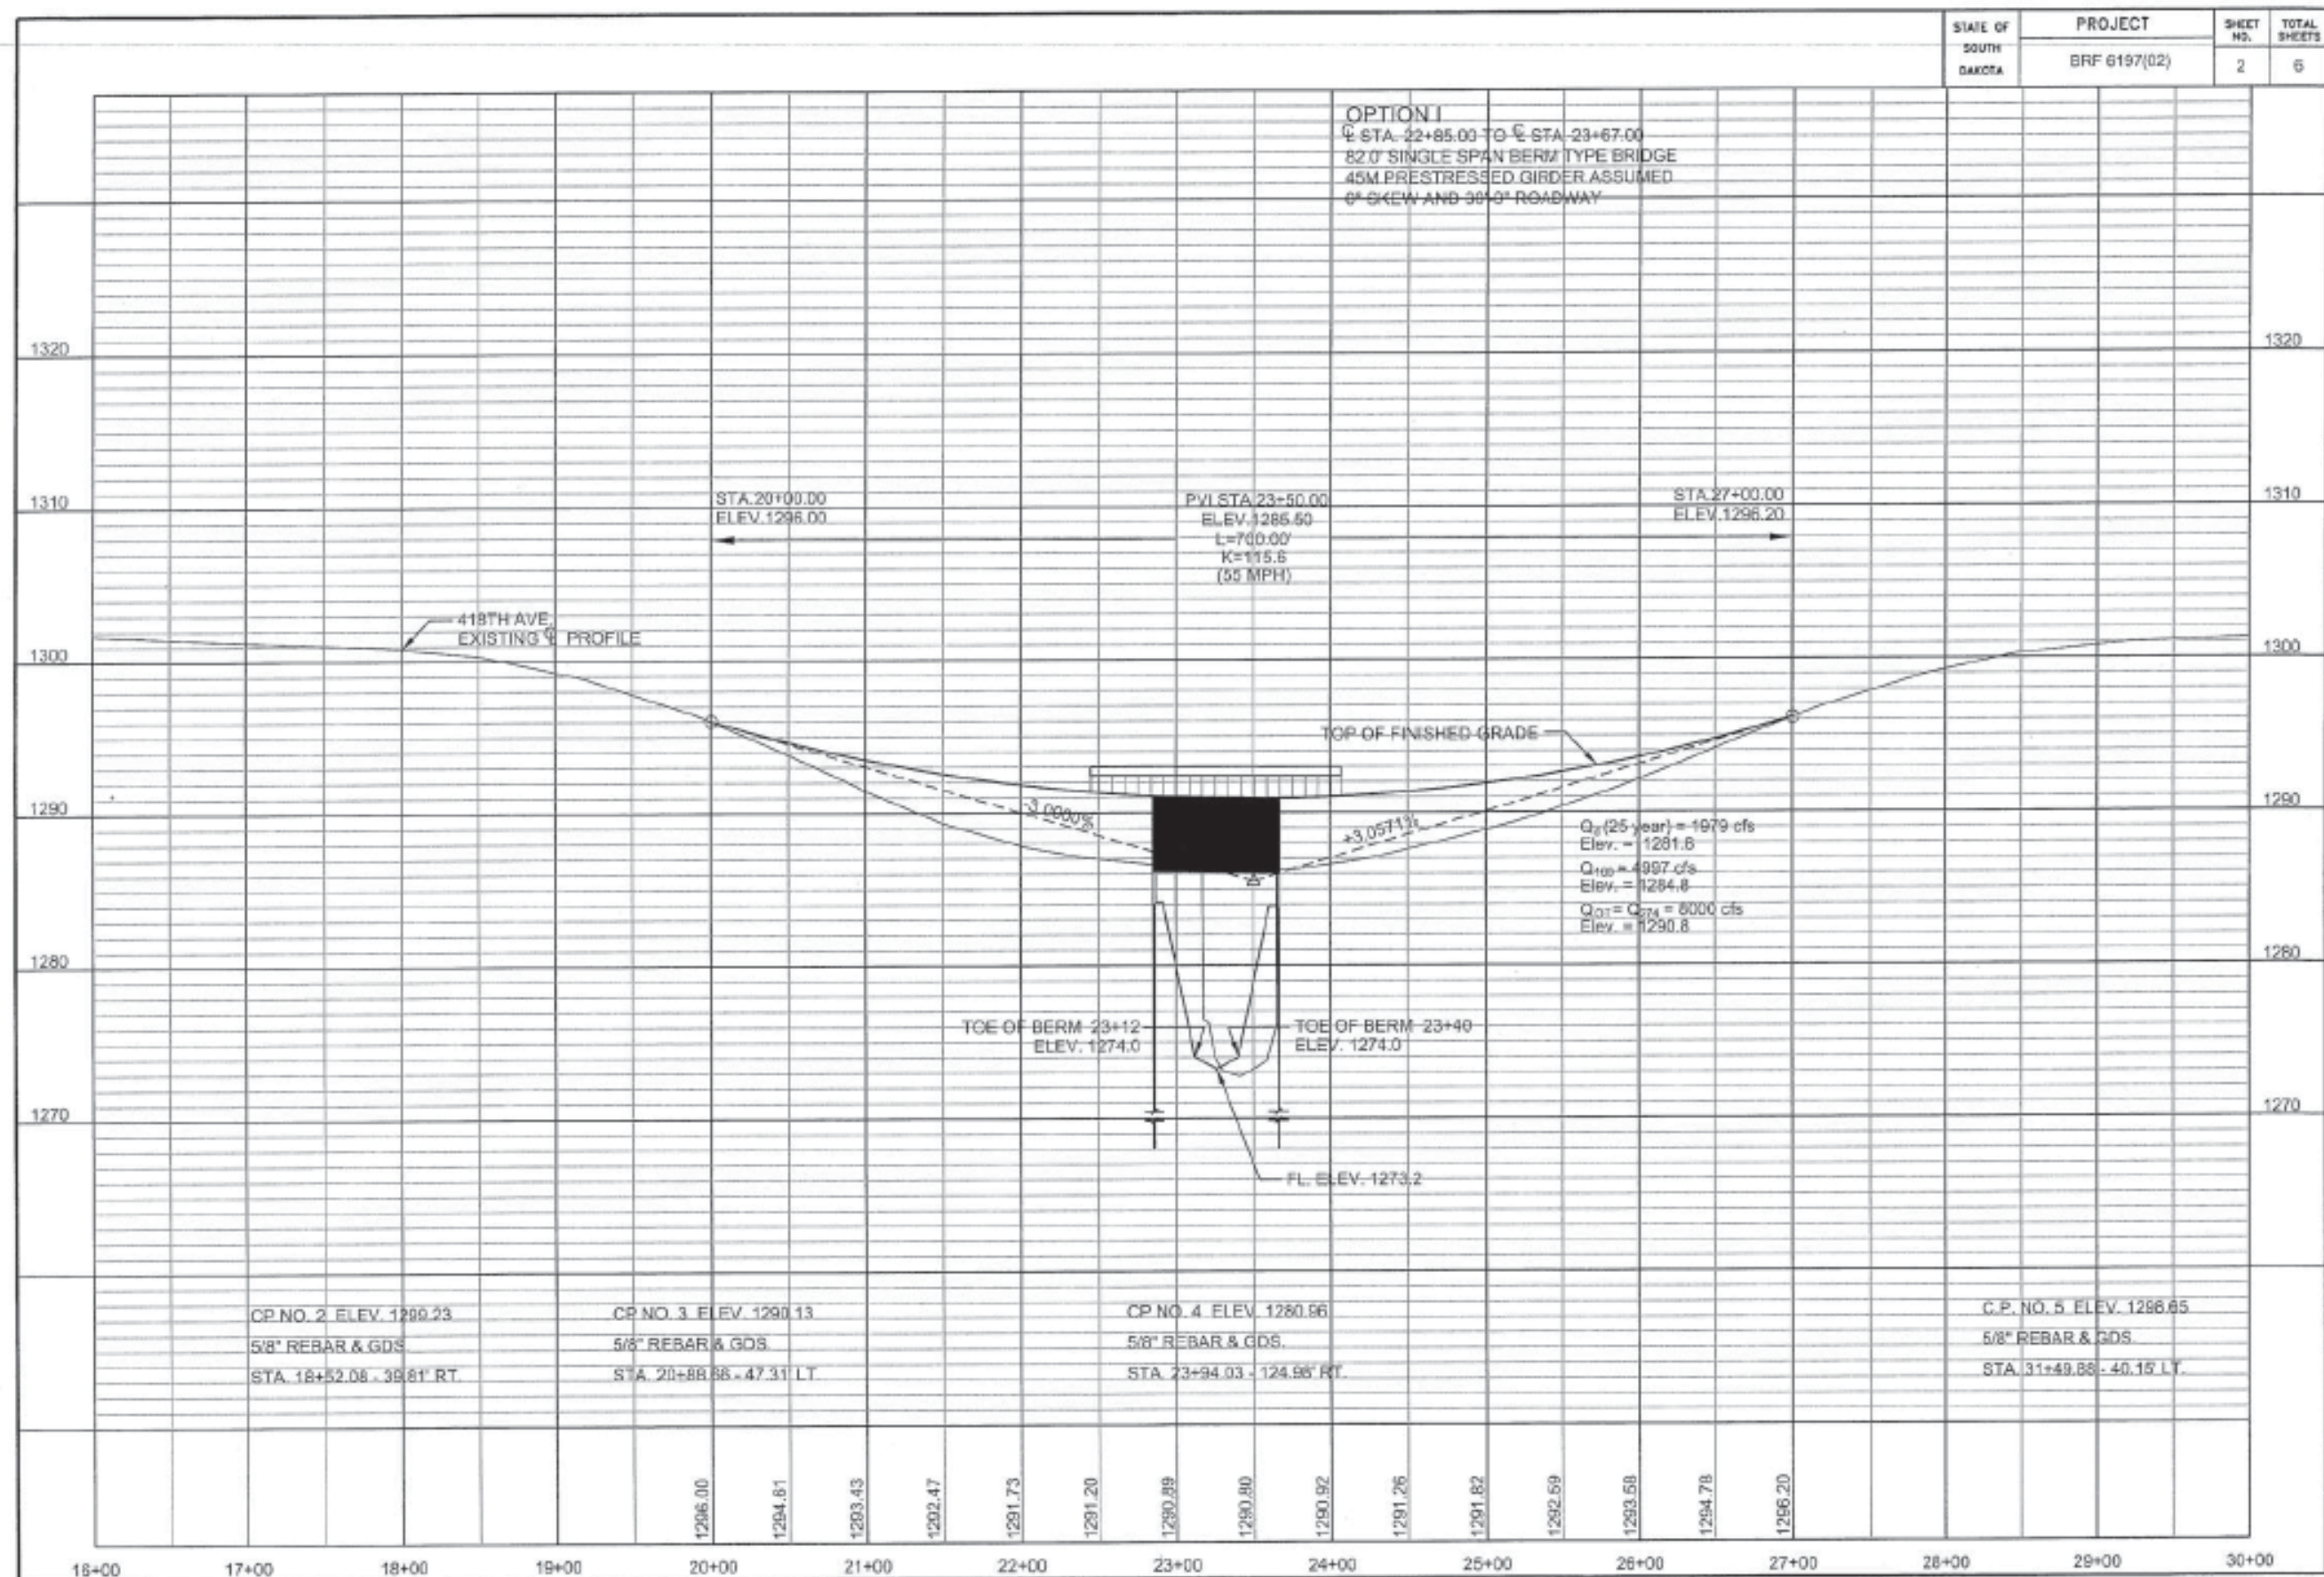 STATE OF SOUTH DAKOTA
PROJECT
BRF 6197(02)
SHEET NO.
2
TOTAL SHEETS
6
OPTION I
℄ STA. 22+85.00 TO ℄ STA. 23+67.00
82.0' SINGLE SPAN BERM TYPE BRIDGE
45M PRESTRESSED GIRDER ASSUMED
0° SKEW AND 30'-0" ROADWAY
1320
1320
1310
1310
1300
1300
1290
1290
1280
1280
1270
1270
STA.20+00.00
ELEV.1296.00
PVI STA.23+50.00
ELEV.1285.50
L=700.00'
K=115.6
(55 MPH)
STA.27+00.00
ELEV.1296.20
418TH AVE.
EXISTING ℄ PROFILE
TOP OF FINISHED GRADE
-3.0000%
+3.0571%
Qd (25 year) = 1979 cfs
Elev. = 1281.6
Q100 = 4997 cfs
Elev. = 1284.8
QOT = Q374 = 8000 cfs
Elev. = 1290.8
TOE OF BERM 23+12
ELEV. 1274.0
TOE OF BERM 23+40
ELEV. 1274.0
FL. ELEV. 1273.2
CP NO. 2 ELEV. 1299.23
5/8" REBAR & GDS.
STA. 18+52.08 - 39.81' RT.
CP NO. 3 ELEV. 1290.13
5/8" REBAR & GDS.
STA. 20+88.66 - 47.31' LT.
CP NO. 4 ELEV. 1280.96
5/8" REBAR & GDS.
STA. 23+94.03 - 124.96' RT.
C.P. NO. 5 ELEV. 1298.65
5/8" REBAR & GDS.
STA. 31+49.88 - 40.15' LT.
1296.00
1294.61
1293.43
1292.47
1291.73
1291.20
1290.89
1290.80
1290.92
1291.26
1291.82
1292.59
1293.58
1294.78
1296.20
16+00
17+00
18+00
19+00
20+00
21+00
22+00
23+00
24+00
25+00
26+00
27+00
28+00
29+00
30+00